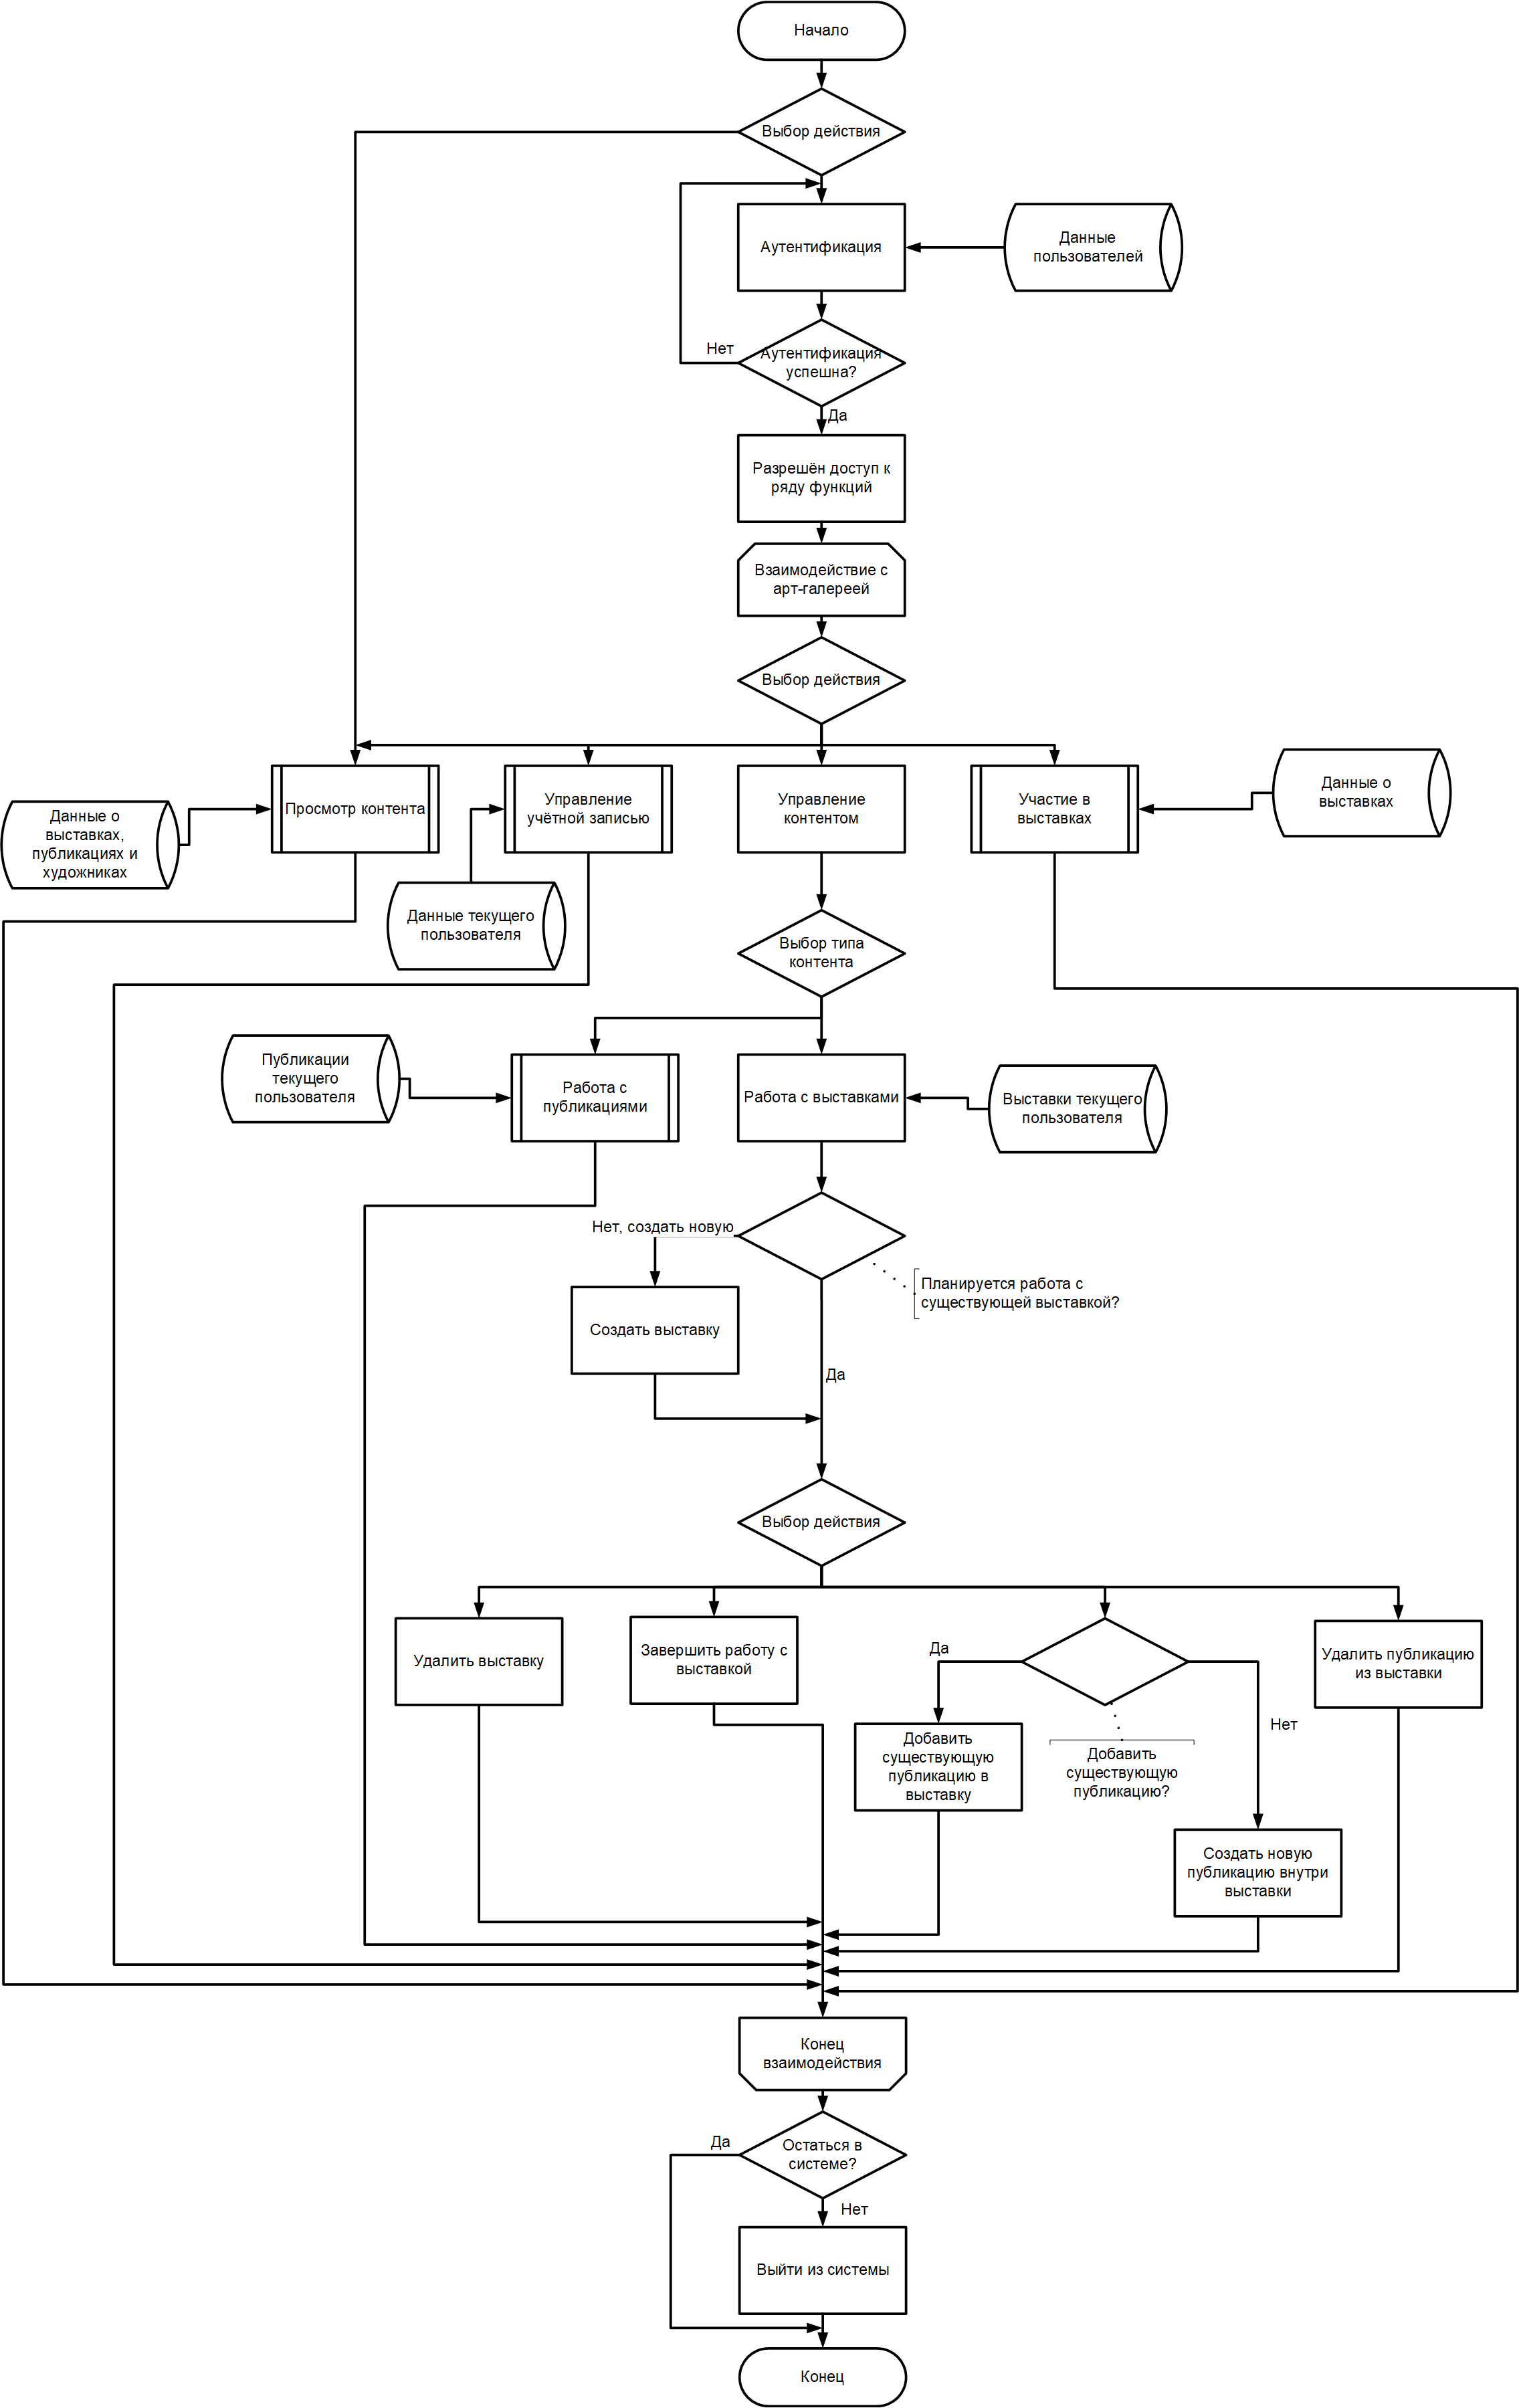 Начало
Выбор действия
Аутентификация
Данные
пользователей
Нет
Аутентификация
успешна?
Да
Разрешён доступ к
ряду функций
Взаимодействие с
арт-галереей
Выбор действия
Просмотр контента
Управление
учётной записью
Управление
контентом
Участие в
выставках
Данные о
выставках
Данные о
выставках,
публикациях и
художниках
Данные текущего
пользователя
Выбор типа
контента
Публикации
текущего
пользователя
Работа с
публикациями
Работа с выставками
Выставки текущего
пользователя
Нет, создать новую
Планируется работа с
существующей выставкой?
Создать выставку
Да
Выбор действия
Удалить выставку
Завершить работу с
выставкой
Да
Удалить публикацию
из выставки
Нет
Добавить
существующую
публикацию в
выставку
Добавить
существующую
публикацию?
Создать новую
публикацию внутри
выставки
Конец
взаимодействия
Да
Остаться в
системе?
Нет
Выйти из системы
Конец